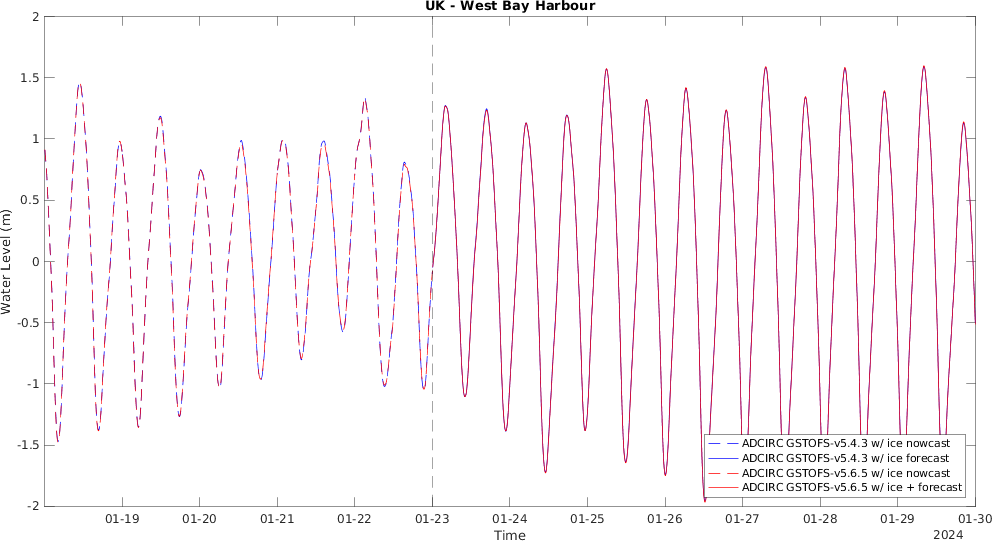 UK - West Bay Harbour
2
1.5
1
0.5
0
-0.5
-1
-1.5
-2
Water Level (m)
ADCIRC GSTOFS-v5.4.3 w/ ice nowcast
ADCIRC GSTOFS-v5.4.3 w/ ice forecast
ADCIRC GSTOFS-v5.6.5 w/ ice nowcast
ADCIRC GSTOFS-v5.6.5 w/ ice + forecast
01-19 01-20 01-21 01-22 01-23 01-24 01-25 01-26 01-27 01-28 01-29 01-30
Time
2024